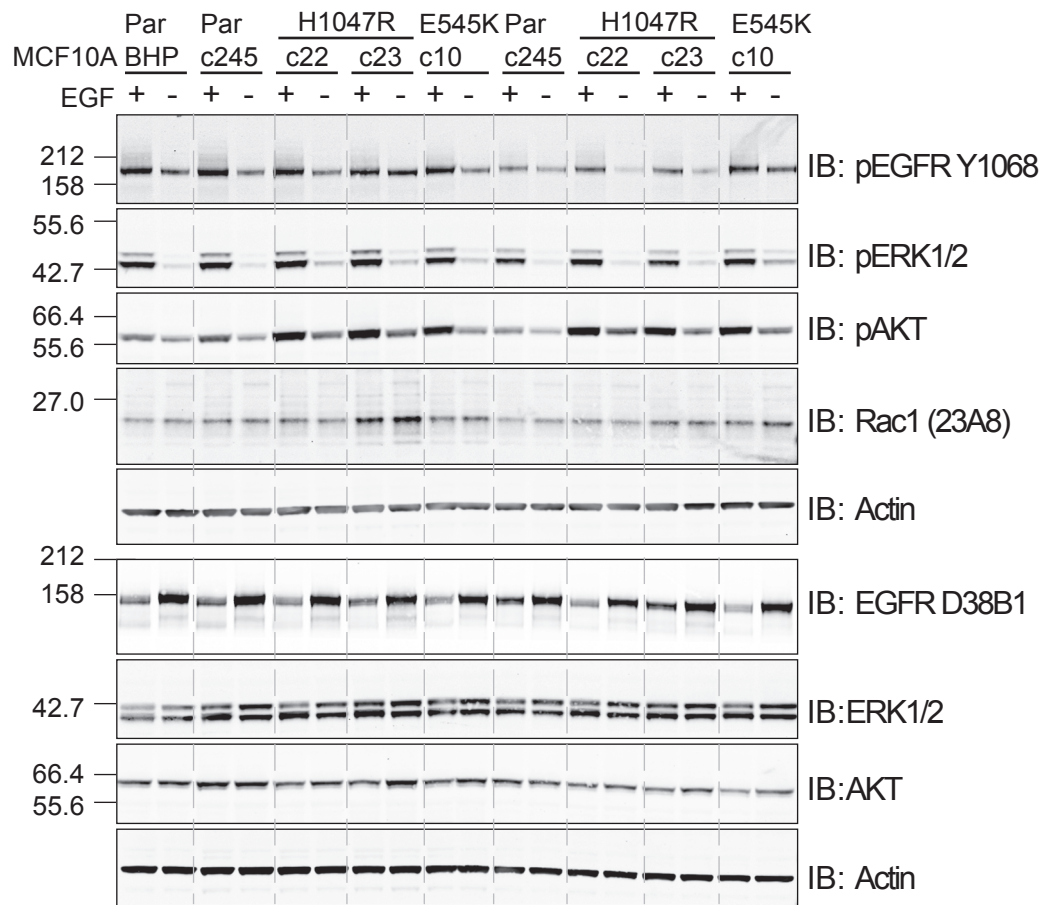 Par Par H1047R E545K Par H1047R E545K
MCF10A BHP c245 c22 c23 c10 c245 c22 c23 c10
EGF + - + - + - + - + - + - + - + - + -
212
158
IB: pEGFR Y1068
55.6
42.7
IB: pERK1/2
66.4
55.6
IB: pAKT
27.0
IB: Rac1 (23A8)
IB: Actin
212
158
IB: EGFR D38B1
42.7
IB:ERK1/2
66.4
55.6
IB:AKT
IB: Actin